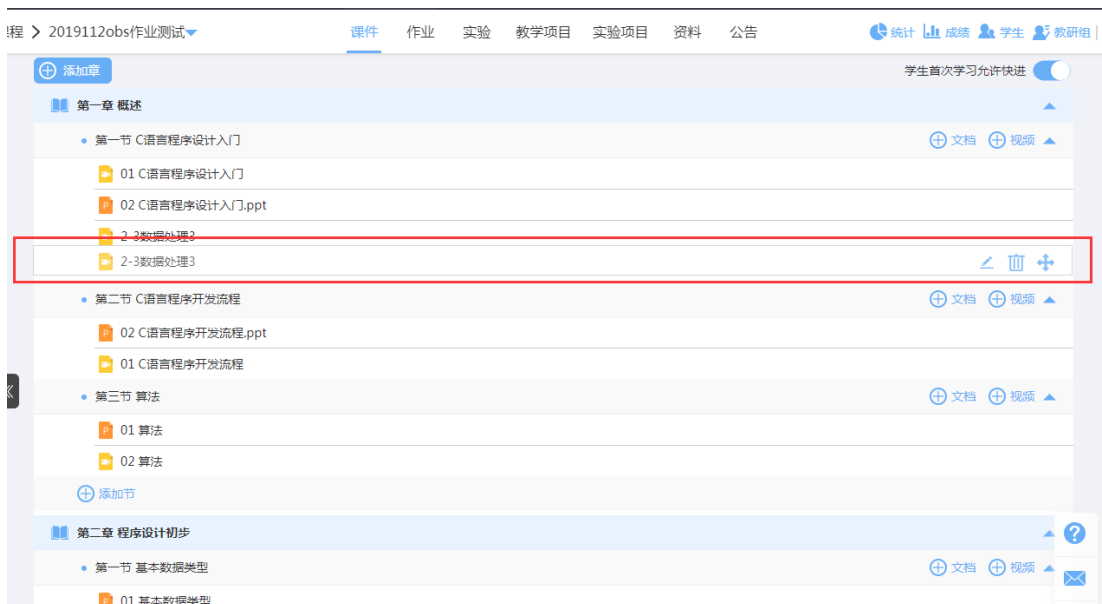 程 > 2019112obs作业测试 课件 作业 实验 教学项目 实验项目 资料 公告 统计 成绩 学生 教研组
添加章 学生首次学习允许快进
第一章 概述
第一节 C语言程序设计入门 文档 视频
01 C语言程序设计入门
P 02 C语言程序设计入门.ppt
2-3数据处理3
2-3数据处理3
第二节 C语言程序开发流程 文档 视频
P 02 C语言程序开发流程.ppt
01 C语言程序开发流程
第三节 算法 文档 视频
P 01 算法
02 算法
添加节
第二章 程序设计初步
第一节 基本数据类型 文档 视频
P 01 基本数据类型